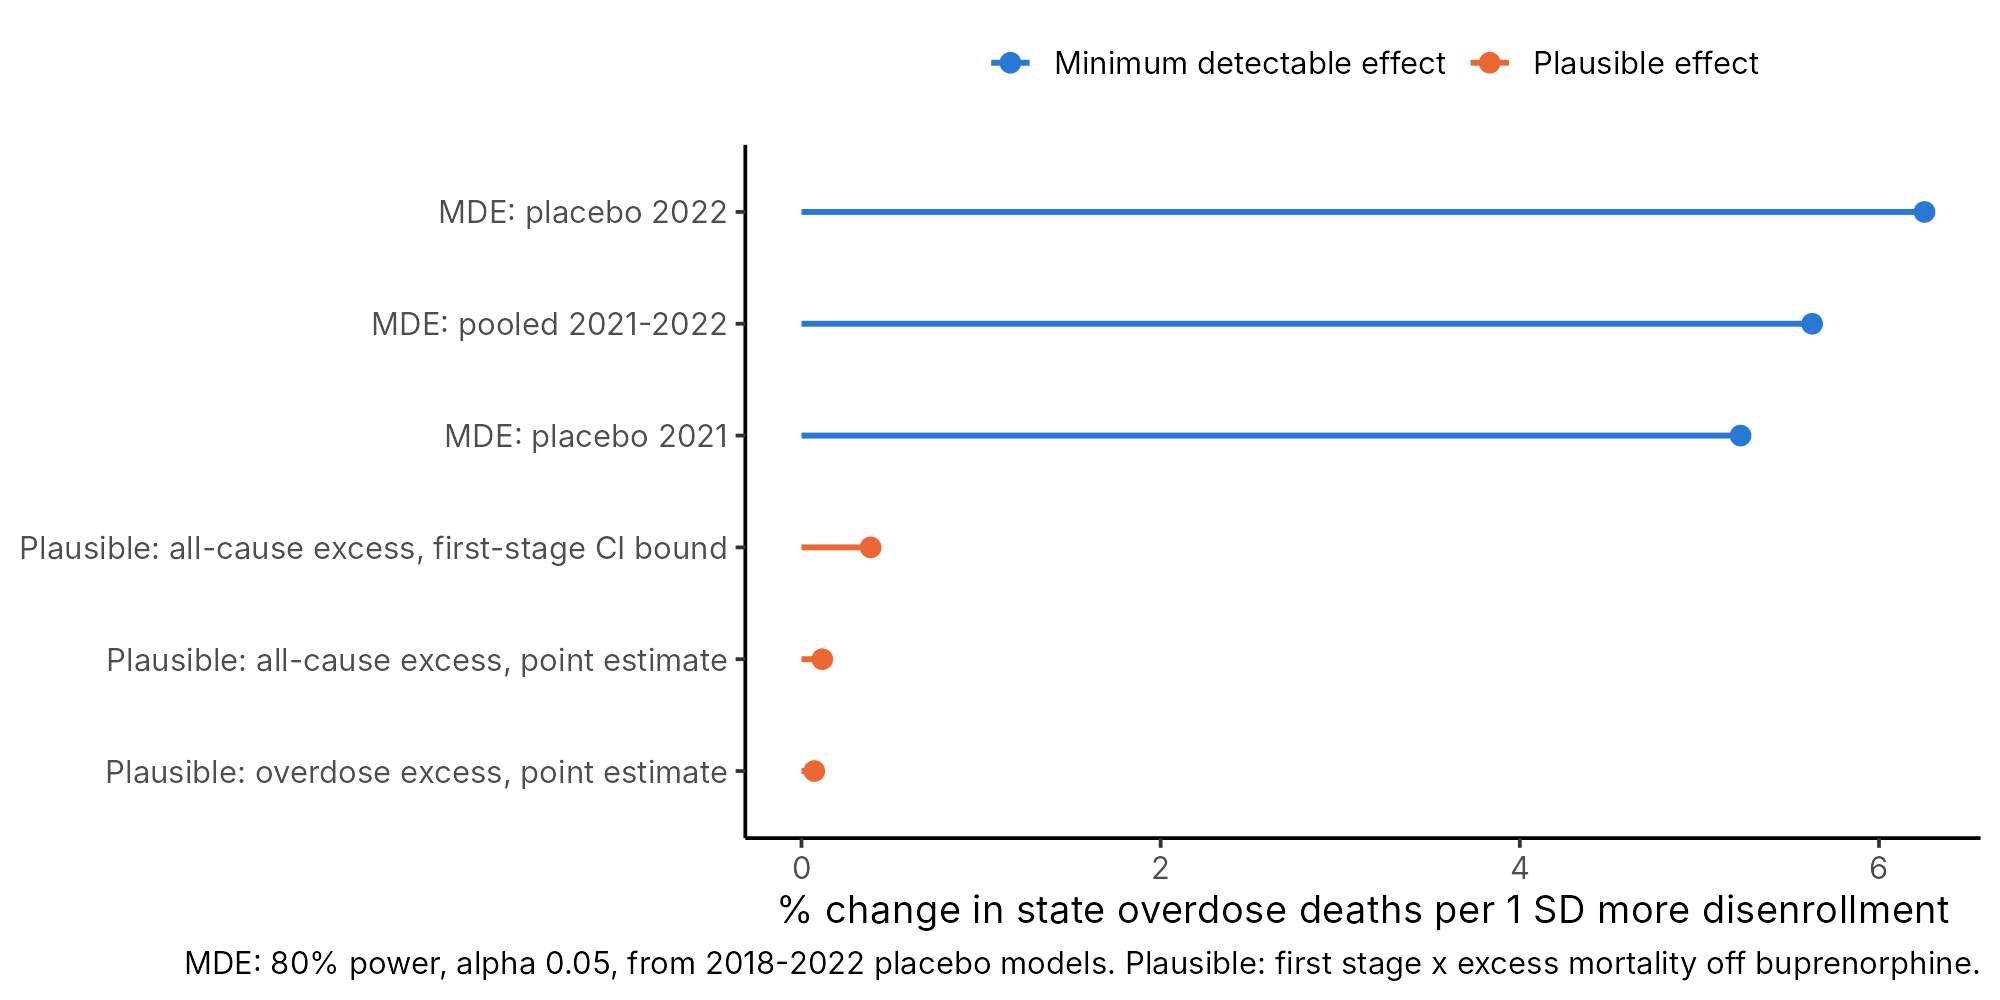 Minimum detectable effect
Plausible effect
MDE: placebo 2022
MDE: pooled 2021-2022
MDE: placebo 2021
Plausible: all-cause excess, first-stage CI bound
Plausible: all-cause excess, point estimate
Plausible: overdose excess, point estimate
0 2 4 6
% change in state overdose deaths per 1 SD more disenrollment
MDE: 80% power, alpha 0.05, from 2018-2022 placebo models. Plausible: first stage x excess mortality off buprenorphine.